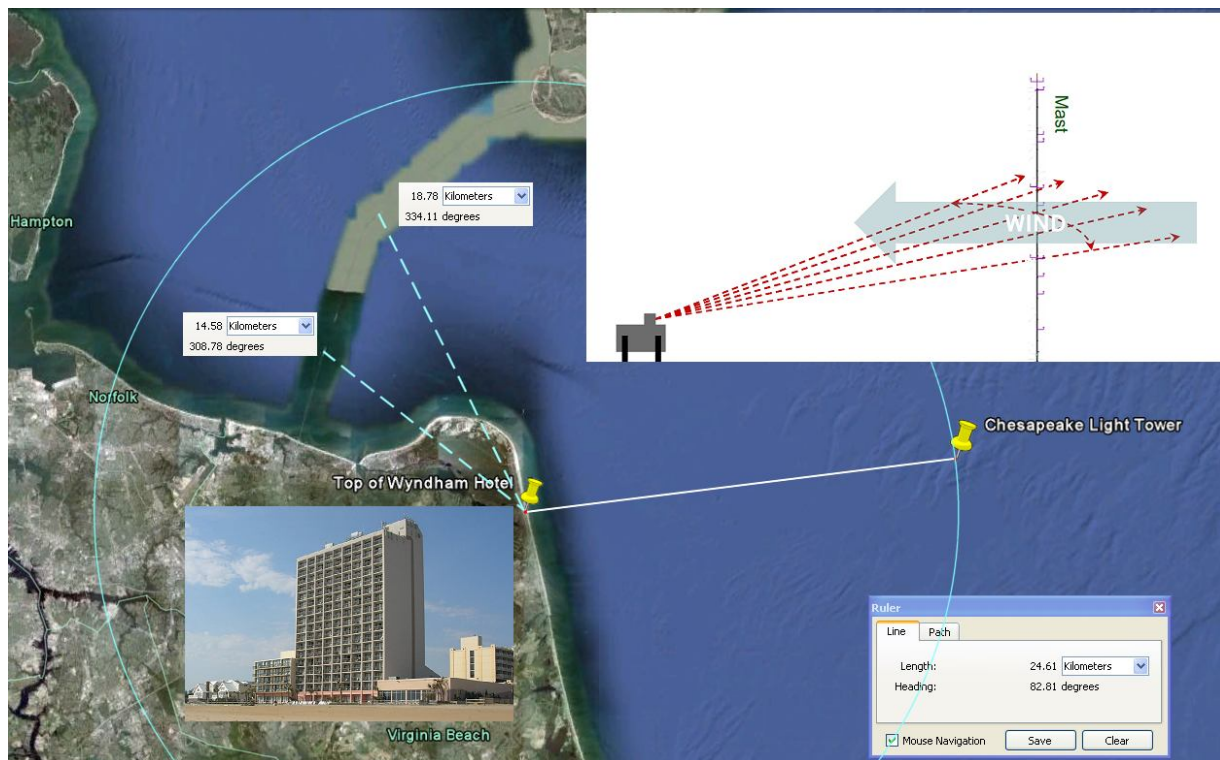 Mast
WIND
18.78 Kilometers
334.11 degrees
Hampton
14.58 Kilometers
308.78 degrees
Norfolk
Chesapeake Light Tower
Top of Wyndham Hotel
Virginia Beach
Ruler
Line Path
Length: 24.61 Kilometers
Heading: 82.81 degrees
Mouse Navigation Save Clear